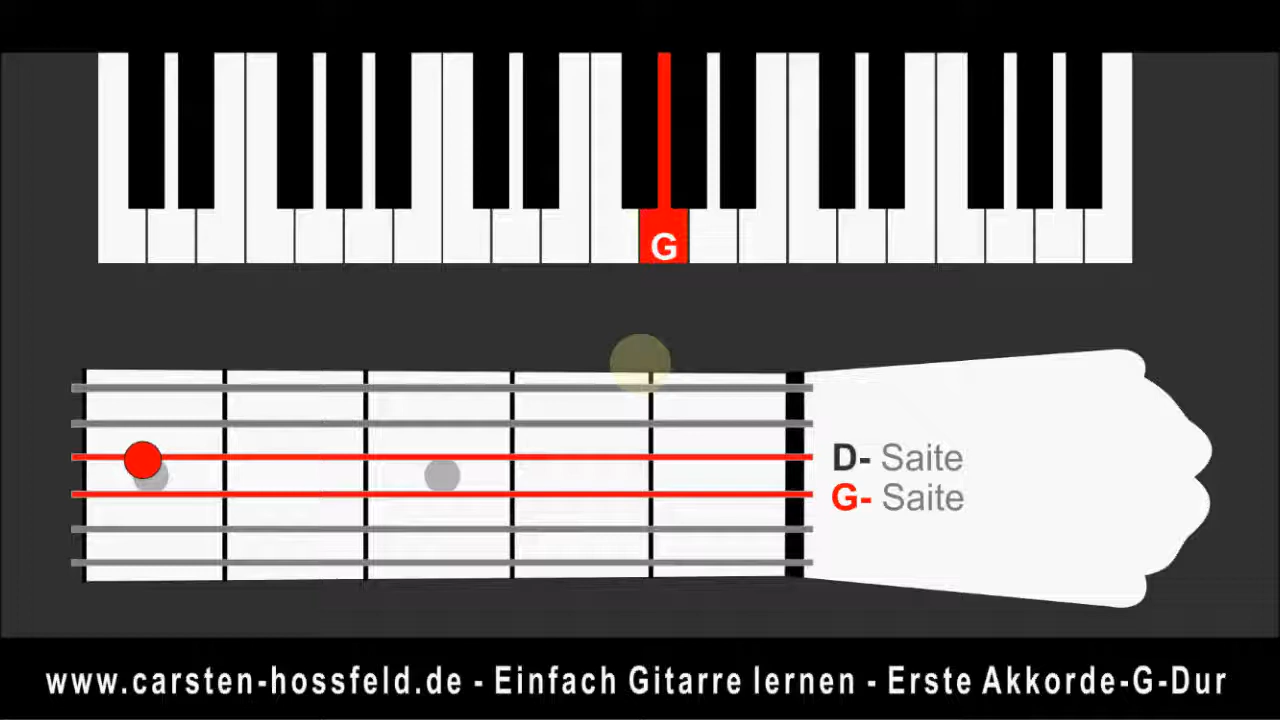 G
D- Saite
G- Saite
www.carsten-hossfeld.de - Einfach Gitarre lernen - Erste Akkorde-G-Dur